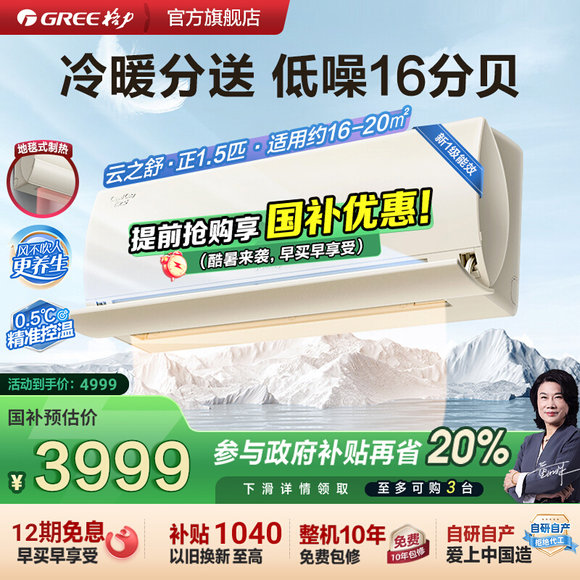 GREE格力 官方旗舰店
冷暖分送 低噪16分贝
地毯式制热
云之舒·正1.5匹·适用约16-20m²
新1级能效
提前抢购享国补优惠!
(酷暑来袭,早买早享受)
风不吹人
更养生
0.5℃
精准控温
活动到手价:4999
国补预估价
¥3999
参与政府补贴再省20%
下滑详情领取 至多可购3台
12期免息
早买早享受
补贴1040
以旧换新至高
整机10年
免费包修
免费
10年包修
自研自产
爱上中国造
自研自产
拒绝代工